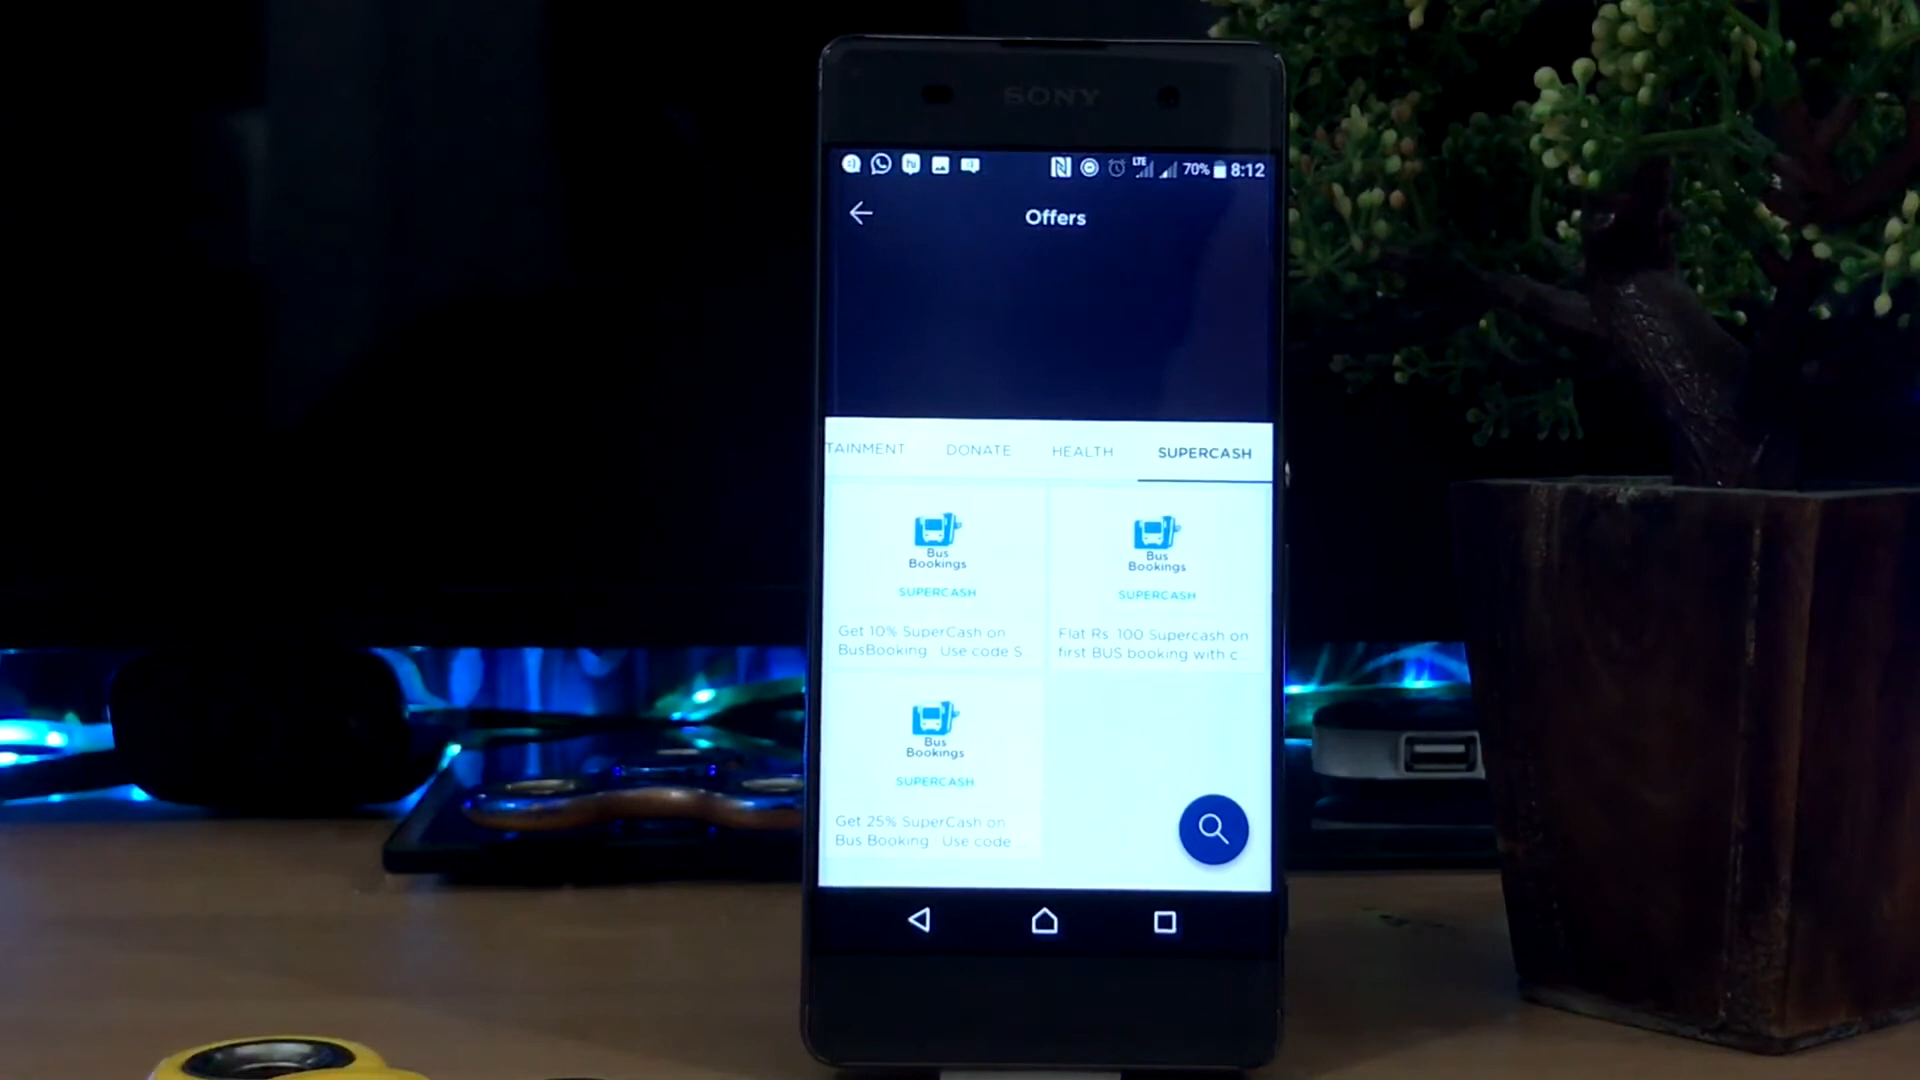 SONY
LTE
70%
8:12
Offers
TAINMENT
DONATE
HEALTH
SUPERCASH
Bus
Bookings
SUPERCASH
Get 10% SuperCash on
BusBooking. Use code S...
Bus
Bookings
SUPERCASH
Flat Rs. 100 Supercash on
first BUS booking with c...
Bus
Bookings
SUPERCASH
Get 25% SuperCash on
Bus Booking. Use code...